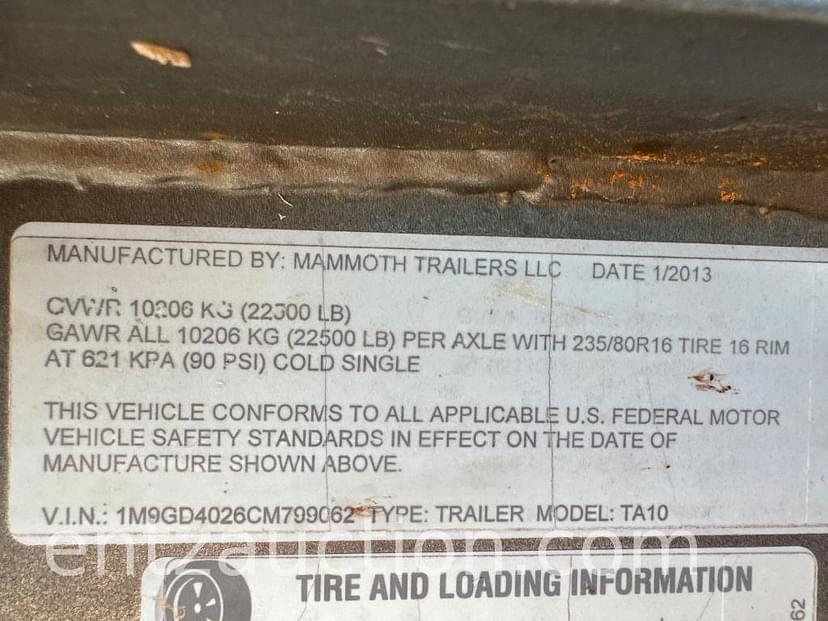 MANUFACTURED BY: MAMMOTH TRAILERS LLC DATE 1/2013
GVWR 10206 KG (22500 LB)
GAWR ALL 10206 KG (22500 LB) PER AXLE WITH 235/80R16 TIRE 16 RIM
AT 621 KPA (90 PSI) COLD SINGLE
THIS VEHICLE CONFORMS TO ALL APPLICABLE U.S. FEDERAL MOTOR
VEHICLE SAFETY STANDARDS IN EFFECT ON THE DATE OF
MANUFACTURE SHOWN ABOVE.
V.I.N.: 1M9GD4026CM799062 TYPE: TRAILER MODEL: TA10
ent2auction.com
TIRE AND LOADING INFORMATION
62